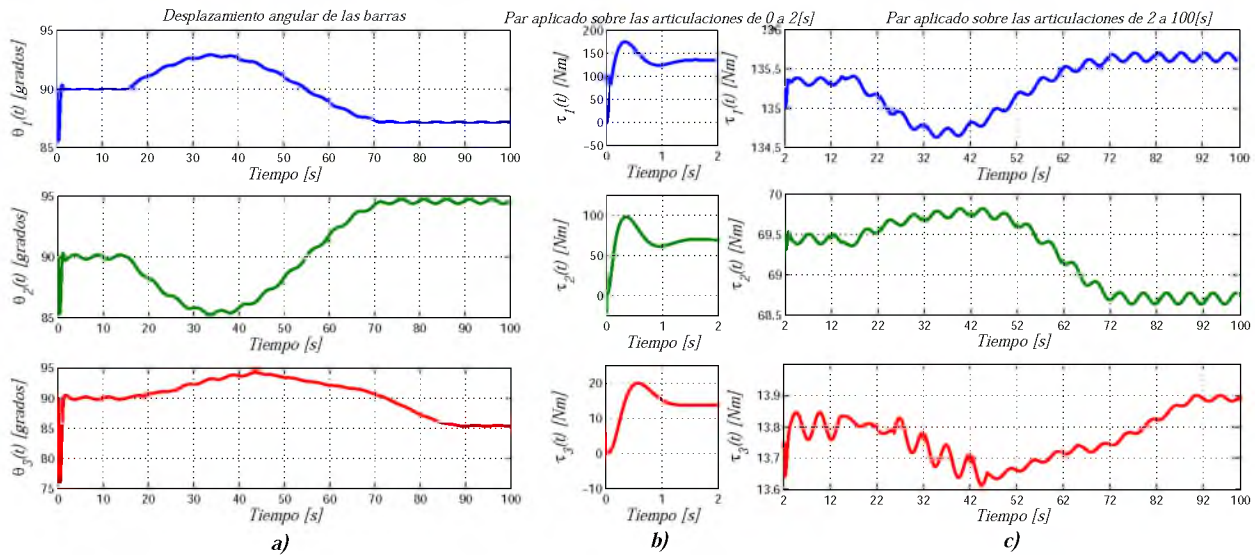 Desplazamiento angular de las barras
Par aplicado sobre las articulaciones de 0 a 2[s]
Par aplicado sobre las articulaciones de 2 a 100[s]
θ1(t) [grados]
95
90
85
0 10 20 30 40 50 60 70 80 90 100
Tiempo [s]
τ1(t) [Nm]
200
150
100
50
0
-50
0 1 2
Tiempo [s]
τ1(t) [Nm]
136
135,5
135
134,5
2 12 22 32 42 52 62 72 82 92 100
Tiempo [s]
θ2(t) [grados]
95
90
85
0 10 20 30 40 50 60 70 80 90 100
Tiempo [s]
τ2(t) [Nm]
100
50
0
0 1 2
Tiempo [s]
τ2(t) [Nm]
70
69.5
69
68.5
2 12 22 32 42 52 62 72 82 92 100
Tiempo [s]
θ3(t) [grados]
95
90
85
80
75
0 10 20 30 40 50 60 70 80 90 100
Tiempo [s]
τ3(t) [Nm]
20
10
0
-10
0 1 2
Tiempo [s]
τ3(t) [Nm]
13.9
13.8
13.7
13.6
2 12 22 32 42 52 62 72 82 92 100
Tiempo [s]
a)
b)
c)